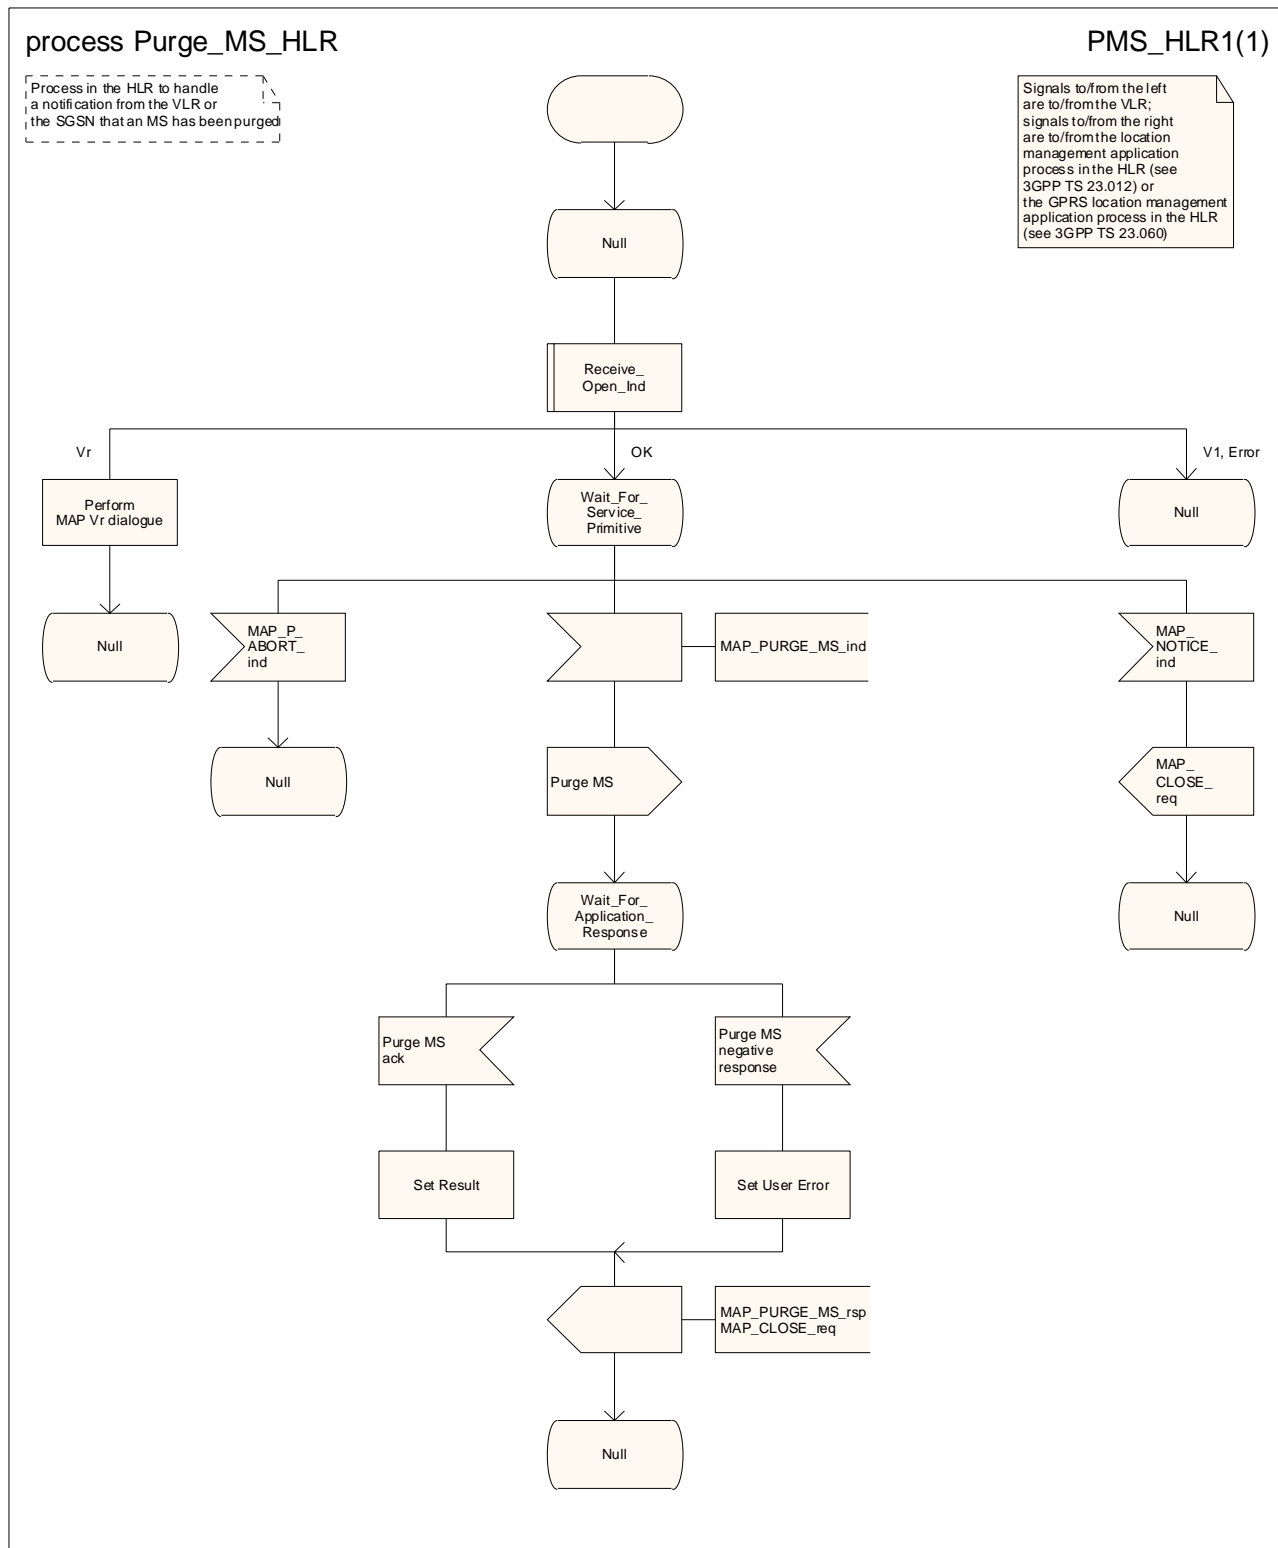 process Purge_MS_HLR
PMS_HLR1(1)
Process in the HLR to handle
a notification from the VLR or
the SGSN that an MS has been purged
Signals to/from the left
are to/from the VLR;
signals to/from the right
are to/from the location
management application
process in the HLR (see
3GPP TS 23.012) or
the GPRS location management
application process in the HLR
(see 3GPP TS 23.060)
Null
Receive_
Open_Ind
Vr
OK
V1, Error
Perform
MAP Vr dialogue
Wait_For_
Service_
Primitive
Null
Null
MAP_P_
ABORT_
ind
MAP_PURGE_MS_ind
MAP_
NOTICE_
ind
Null
Purge MS
MAP_
CLOSE_
req
Wait_For_
Application_
Response
Null
Purge MS
ack
Purge MS
negative
response
Set Result
Set User Error
MAP_PURGE_MS_rsp
MAP_CLOSE_req
Null